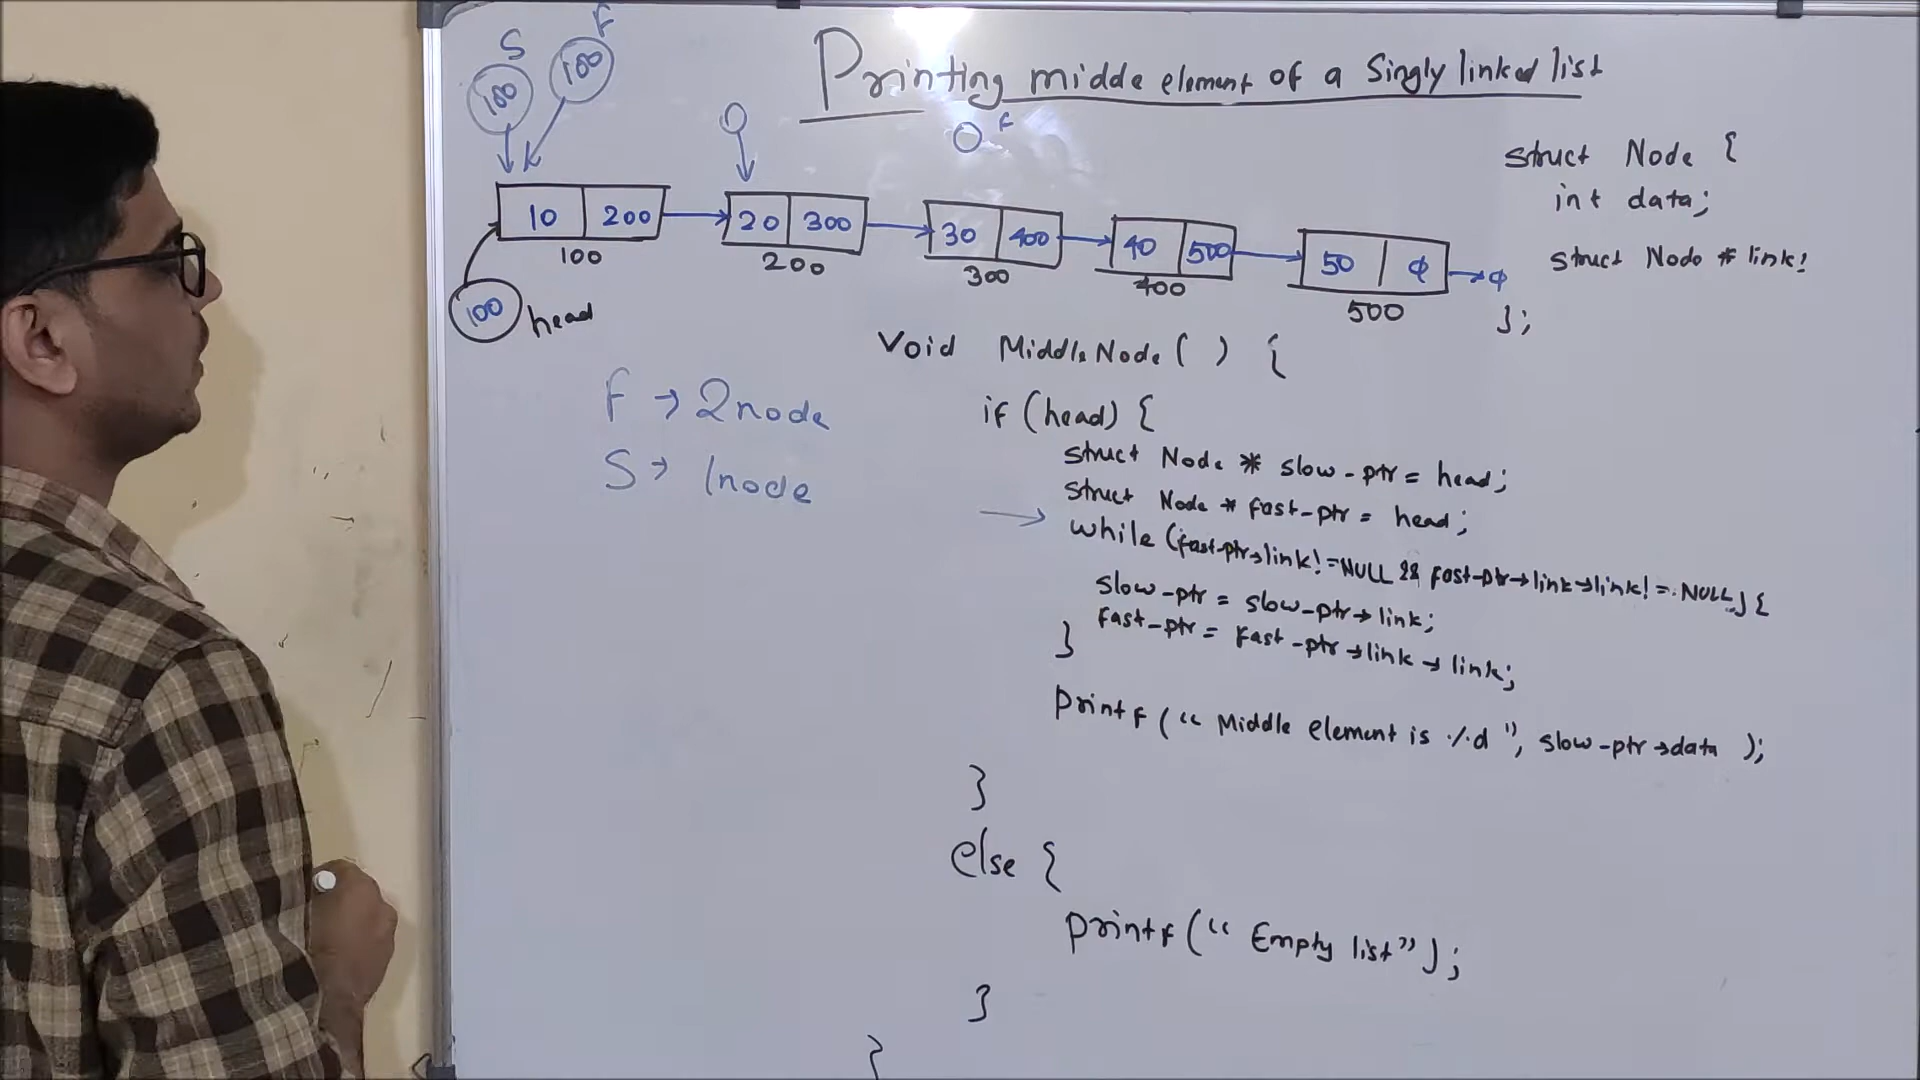 S F
100 100
Printing midde element of a Singly linked list
F
10 200 20 300 30 400 40 500 50 φ φ
100 200 300 400 500
100 head
struct Node {
int data;
struct Node * link;
};
F → 2node
S → 1node
Void MiddleNode ( ) {
if (head) {
struct Node * slow-ptr = head;
struct Node * fast-ptr = head;
while (fast-ptr→link != NULL && fast-ptr→link→link != NULL) {
slow-ptr = slow-ptr→link;
fast-ptr = fast-ptr→link→link;
}
printf (“ Middle element is %d ”, slow-ptr→data );
}
else {
printf (“ Empty list”);
}
}